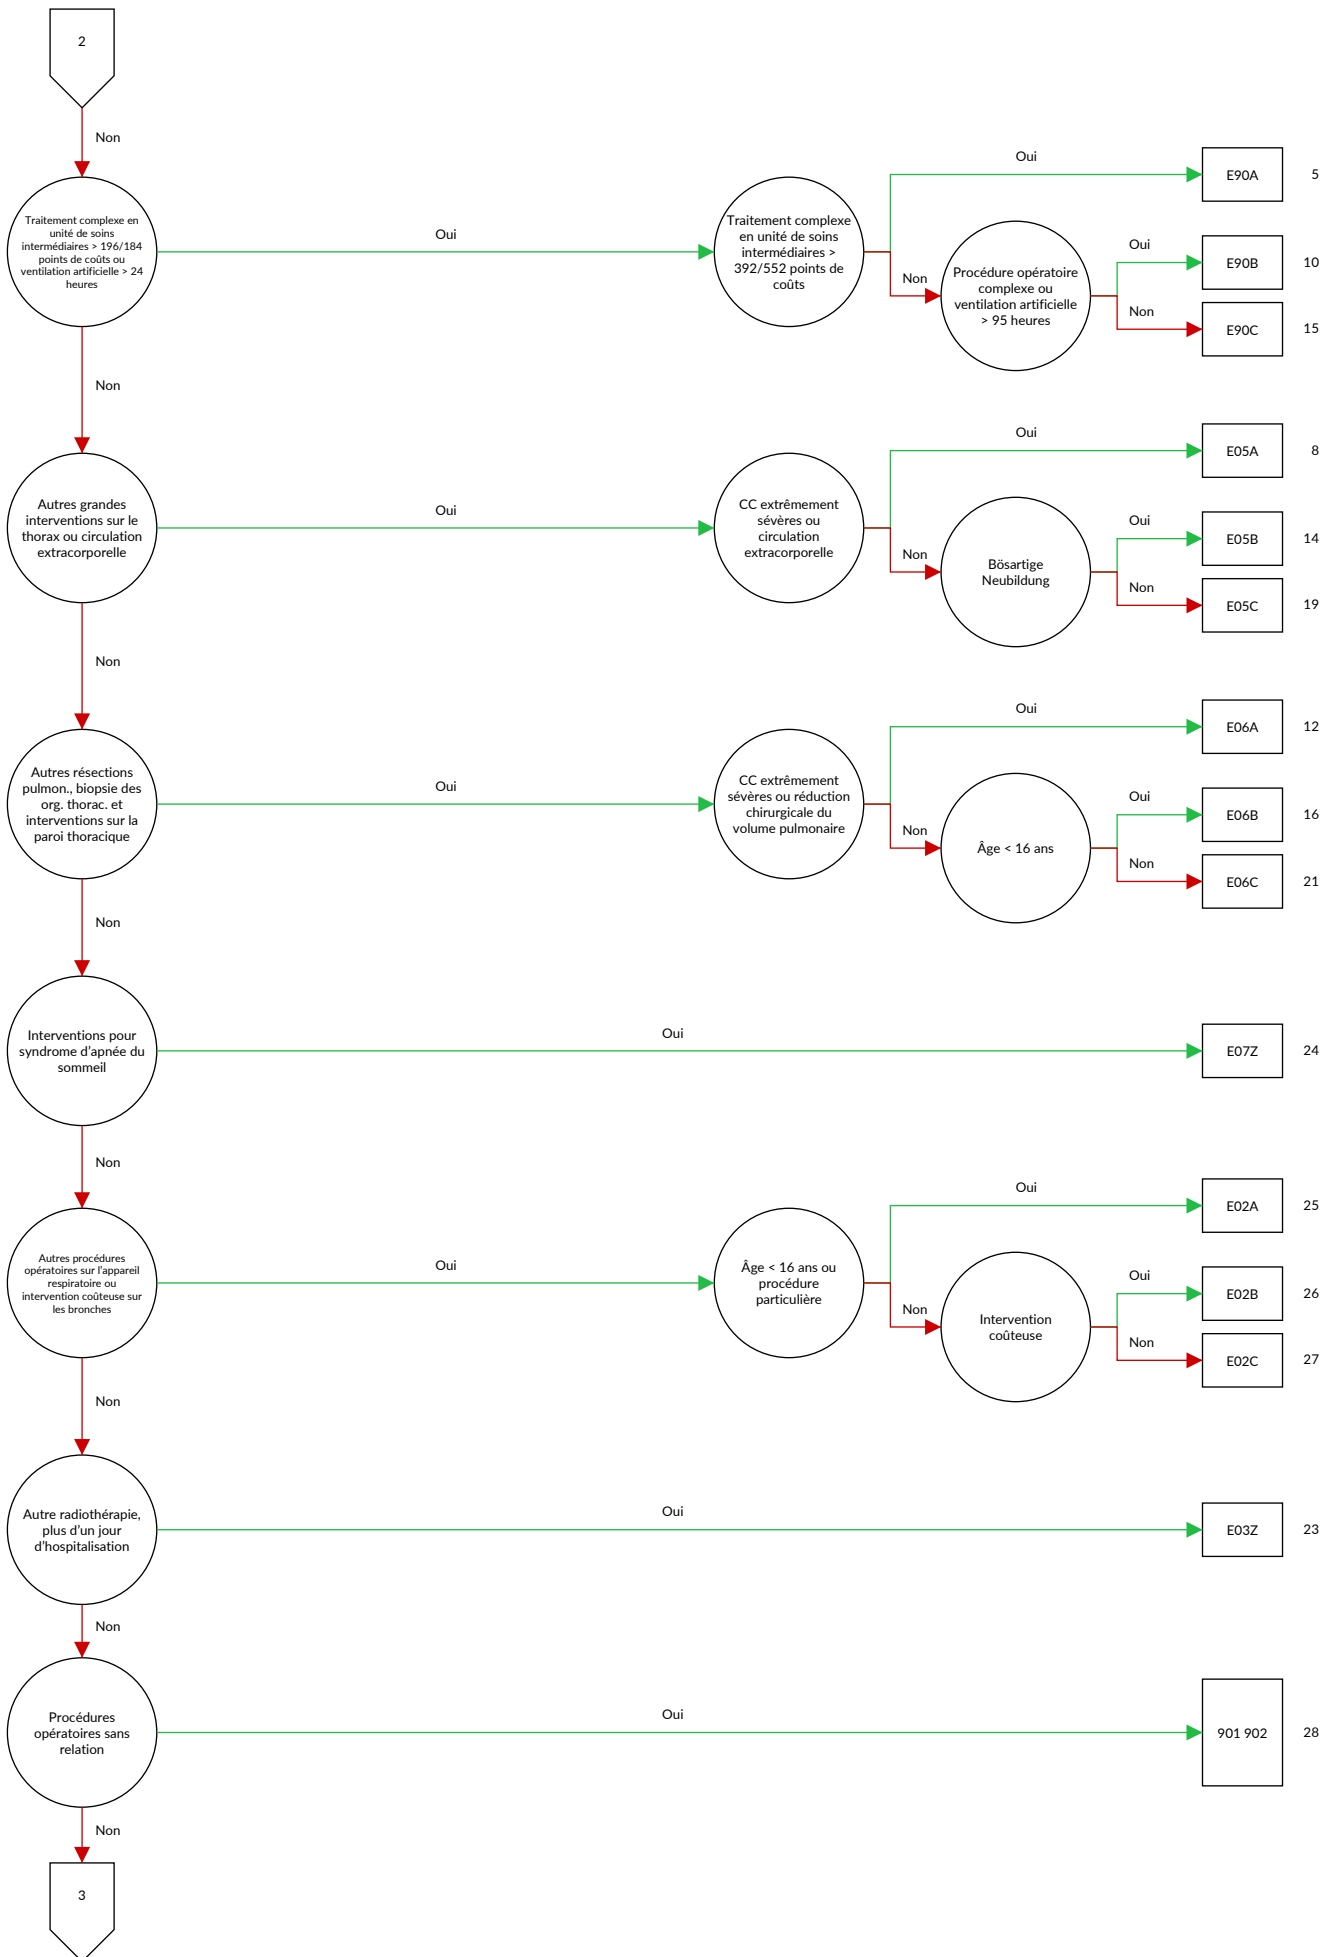 2
Non
Oui
Traitement complexe en
unité de soins
intermédiaires > 196/184
points de coûts ou
ventilation artificielle > 24
heures
Oui
Traitement complexe
en unité de soins
intermédiaires >
392/552 points de
coûts
E90A
5
Non
Procédure opératoire
complexe ou
ventilation artificielle
> 95 heures
Oui
E90B
10
Non
E90C
15
Non
Oui
Autres grandes
interventions sur le
thorax ou circulation
extracorporelle
Oui
CC extrêmement
sévères ou
circulation
extracorporelle
E05A
8
Non
Bösartige
Neubildung
Oui
E05B
14
Non
E05C
19
Non
Oui
Autres résections
pulmon., biopsie des
org. thorac. et
interventions sur la
paroi thoracique
Oui
CC extrêmement
sévères ou réduction
chirurgicale du
volume pulmonaire
E06A
12
Non
Âge < 16 ans
Oui
E06B
16
Non
E06C
21
Non
Interventions pour
syndrome d'apnée du
sommeil
Oui
E07Z
24
Non
Oui
Autres procédures
opératoires sur l'appareil
respiratoire ou
intervention coûteuse sur
les bronches
Oui
Âge < 16 ans ou
procédure
particulière
E02A
25
Non
Intervention
coûteuse
Oui
E02B
26
Non
E02C
27
Non
Autre radiothérapie,
plus d'un jour
d'hospitalisation
Oui
E03Z
23
Non
Procédures
opératoires sans
relation
Oui
901 902
28
Non
3